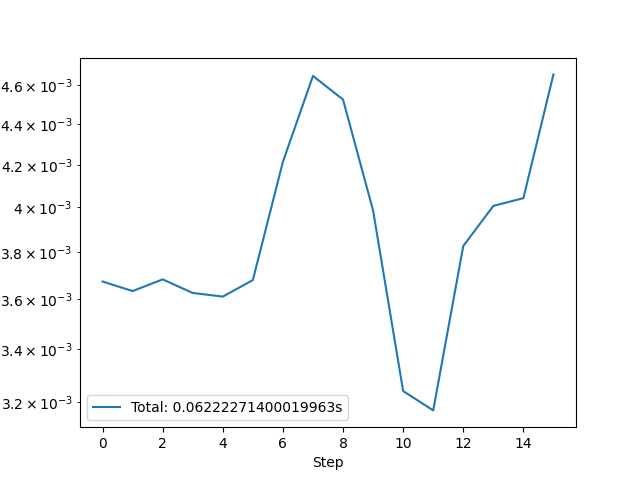 4.6 × 10⁻³
4.4 × 10⁻³
4.2 × 10⁻³
4 × 10⁻³
3.8 × 10⁻³
3.6 × 10⁻³
3.4 × 10⁻³
3.2 × 10⁻³
Total: 0.06222271400019963s
0 2 4 6 8 10 12 14
Step